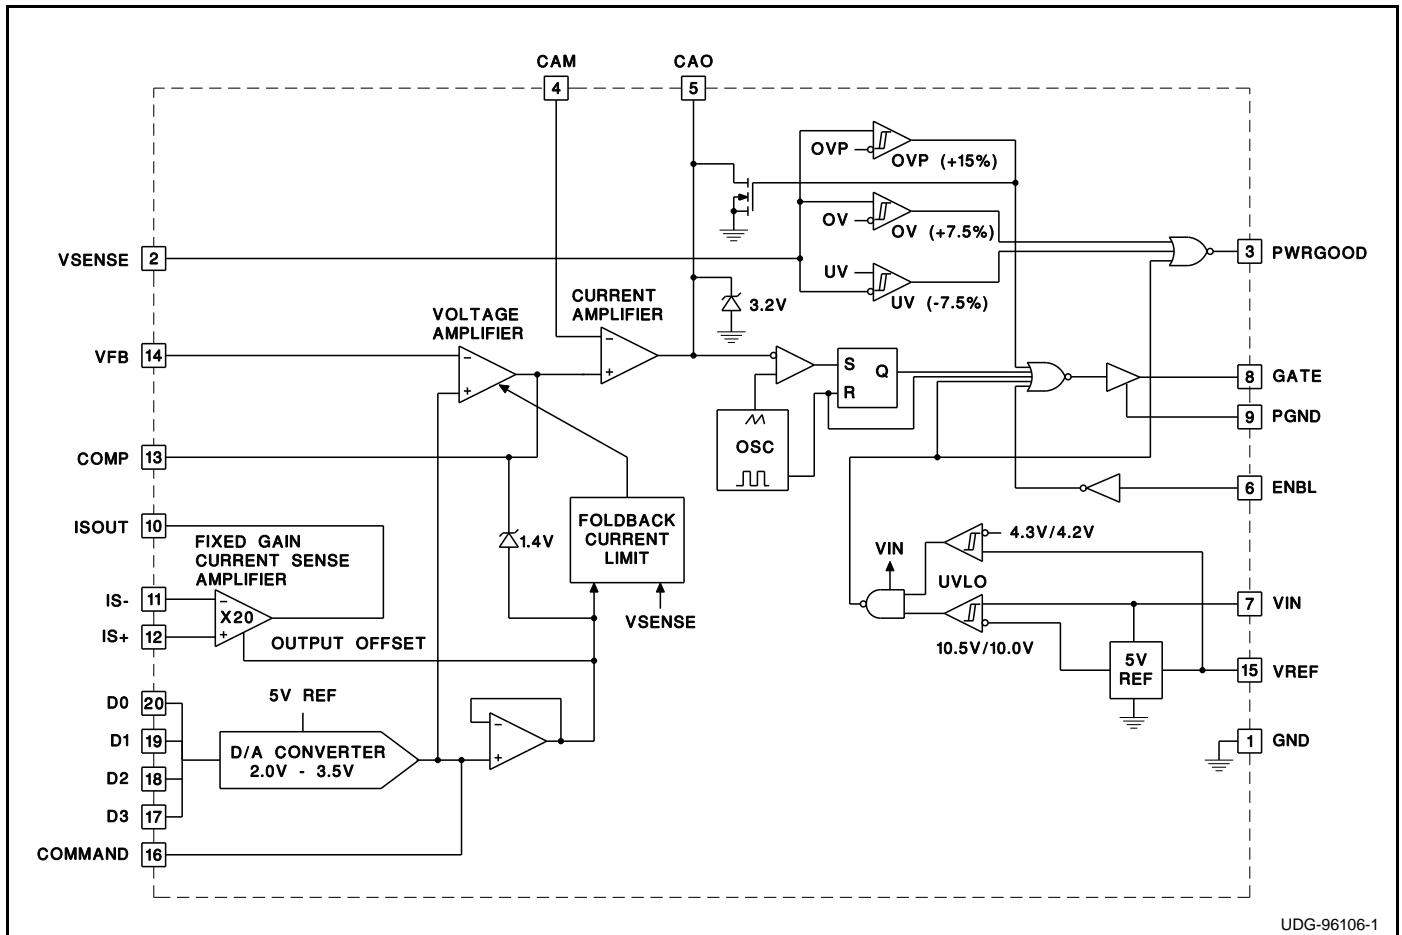 CAM
CAO
4
5
OVP
OVP (+15%)
OV
OV (+7.5%)
VSENSE
2
3
PWRGOOD
UV
UV (-7.5%)
3.2V
CURRENT
AMPLIFIER
VOLTAGE
AMPLIFIER
VFB
14
−
+
−
+
S
Q
R
8
GATE
9
PGND
OSC
COMP
13
6
ENBL
ISOUT
10
FIXED GAIN
CURRENT SENSE
AMPLIFIER
1.4V
FOLDBACK
CURRENT
LIMIT
VSENSE
4.3V/4.2V
VIN
UVLO
IS-
11
−
X20
+
IS+
12
OUTPUT OFFSET
10.5V/10.0V
7
VIN
5V
REF
15
VREF
D0
20
5V REF
D1
19
D/A CONVERTER
2.0V - 3.5V
−
+
1
GND
D2
18
D3
17
COMMAND
16
UDG-96106-1